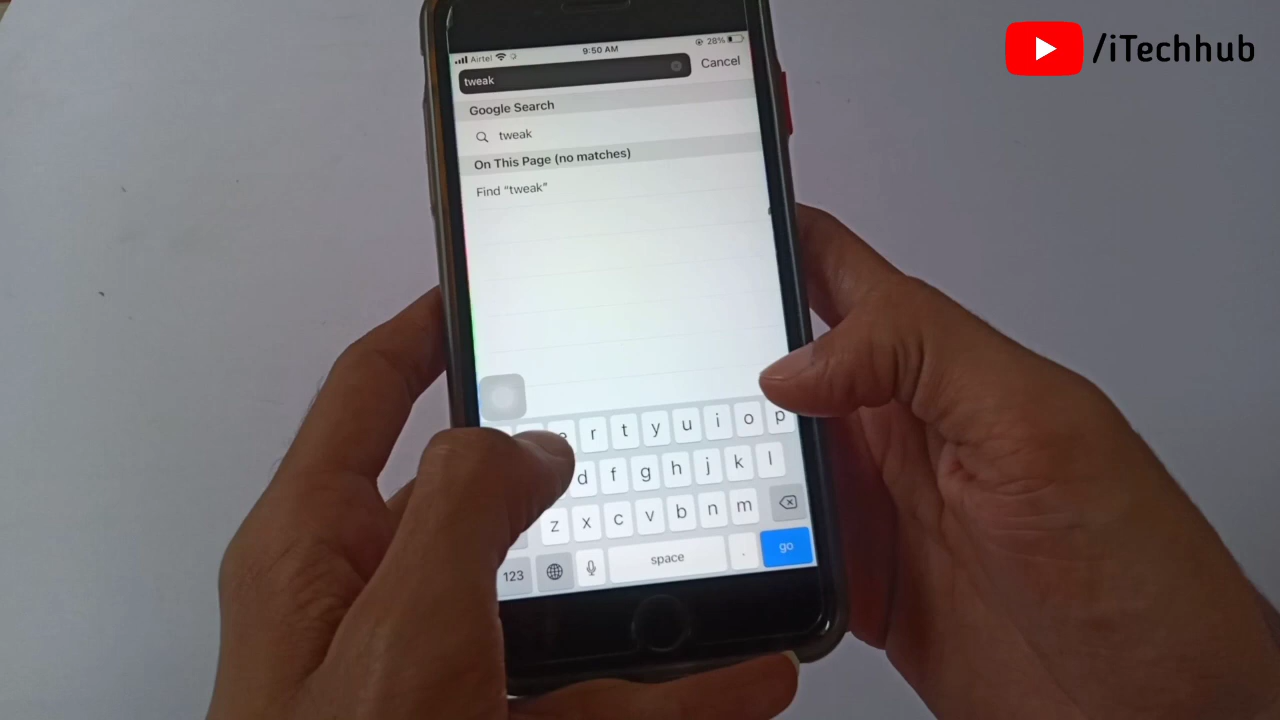 /iTechhub
Airtel 9:50 AM 28%
tweak Cancel
Google Search
tweak
On This Page (no matches)
Find “tweak”
r t y u i o p
d f g h j k l
z x c v b n m
123 space . go